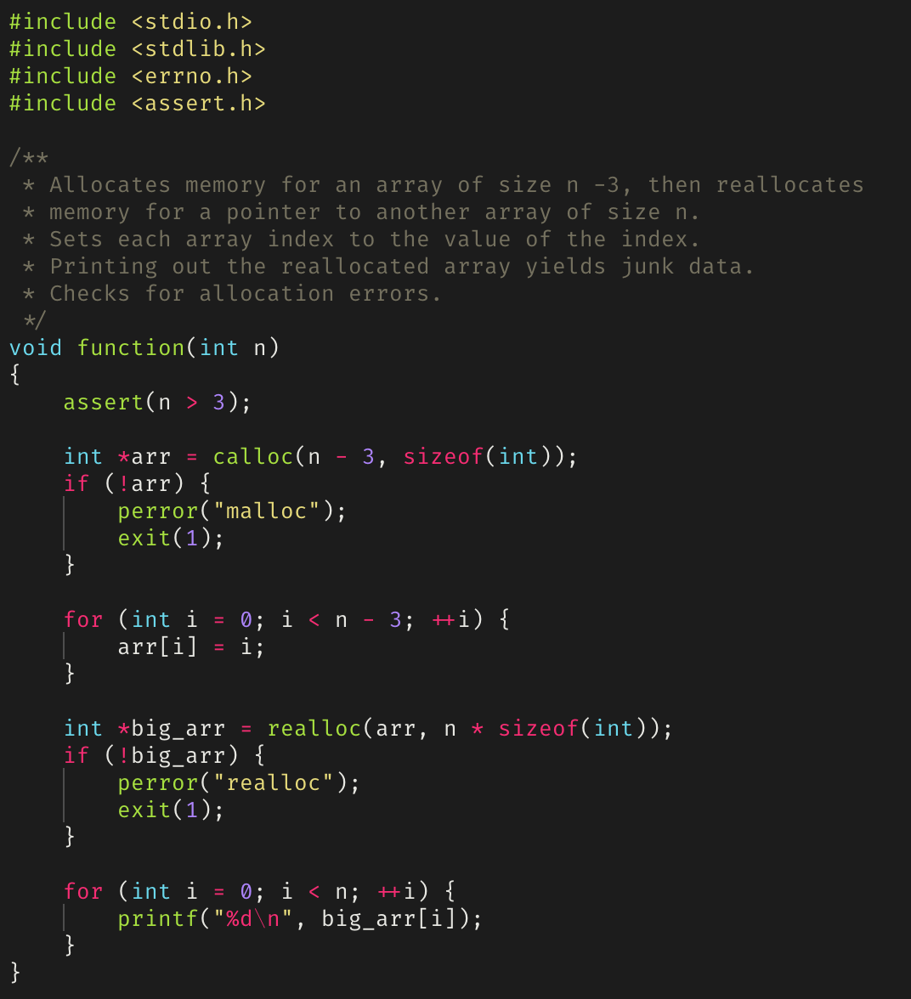 #include <stdio.h>
#include <stdlib.h>
#include <errno.h>
#include <assert.h>

/**
 * Allocates memory for an array of size n -3, then reallocates
 * memory for a pointer to another array of size n.
 * Sets each array index to the value of the index.
 * Printing out the reallocated array yields junk data.
 * Checks for allocation errors.
 */
void function(int n)
{
    assert(n > 3);

    int *arr = calloc(n - 3, sizeof(int));
    if (!arr) {
        perror("malloc");
        exit(1);
    }

    for (int i = 0; i < n - 3; ++i) {
        arr[i] = i;
    }

    int *big_arr = realloc(arr, n * sizeof(int));
    if (!big_arr) {
        perror("realloc");
        exit(1);
    }

    for (int i = 0; i < n; ++i) {
        printf("%d\n", big_arr[i]);
    }
}